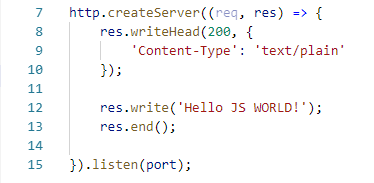 7 http.createServer((req, res) => {
8     res.writeHead(200, {
9         'Content-Type': 'text/plain'
10     });
11
12     res.write('Hello JS WORLD!');
13     res.end();
14
15 }).listen(port);